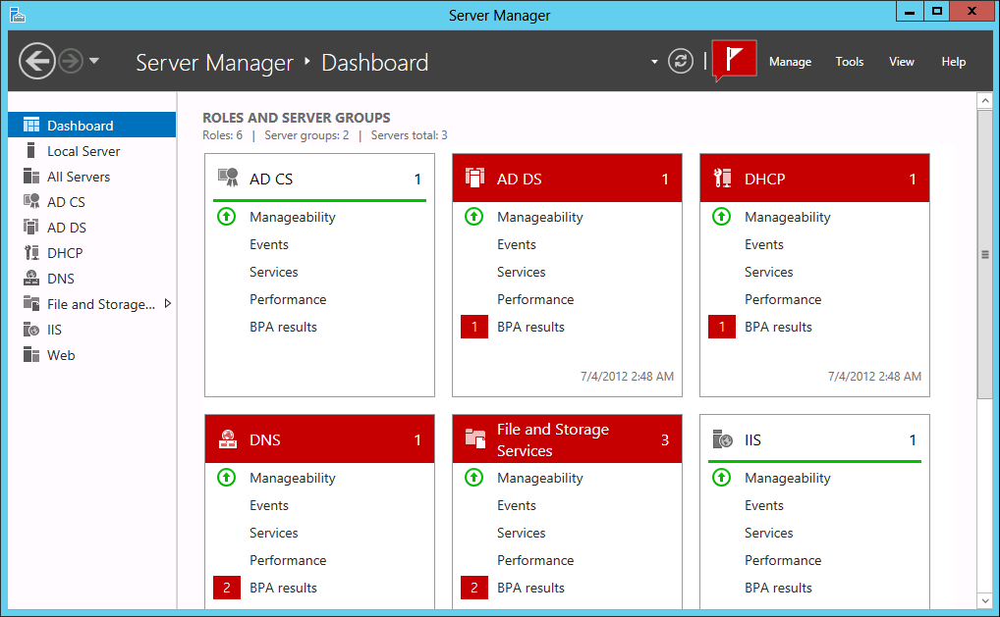 Server Manager
Server Manager ‣ Dashboard
Manage Tools View Help
Dashboard
Local Server
All Servers
AD CS
AD DS
DHCP
DNS
File and Storage...
IIS
Web
ROLES AND SERVER GROUPS
Roles: 6 | Server groups: 2 | Servers total: 3
AD CS 1
Manageability
Events
Services
Performance
BPA results
AD DS 1
Manageability
Events
Services
Performance
1 BPA results
7/4/2012 2:48 AM
DHCP 1
Manageability
Events
Services
Performance
1 BPA results
7/4/2012 2:48 AM
DNS 1
Manageability
Events
Services
Performance
2 BPA results
File and Storage
Services 3
Manageability
Events
Services
Performance
2 BPA results
IIS 1
Manageability
Events
Services
Performance
BPA results